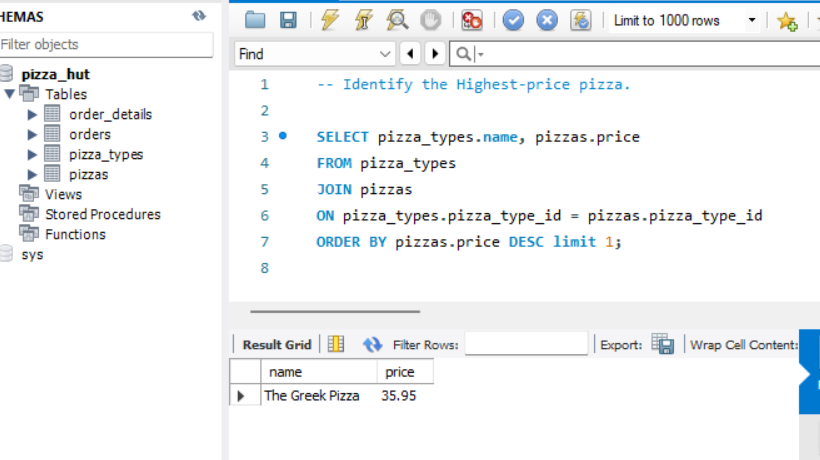 HEMAS
Filter objects
pizza_hut
Tables
order_details
orders
pizza_types
pizzas
Views
Stored Procedures
Functions
sys
Limit to 1000 rows
Find
1 -- Identify the Highest-price pizza.
2
3 SELECT pizza_types.name, pizzas.price
4 FROM pizza_types
5 JOIN pizzas
6 ON pizza_types.pizza_type_id = pizzas.pizza_type_id
7 ORDER BY pizzas.price DESC limit 1;
8
Result Grid Filter Rows: Export: Wrap Cell Content:
name price
The Greek Pizza 35.95